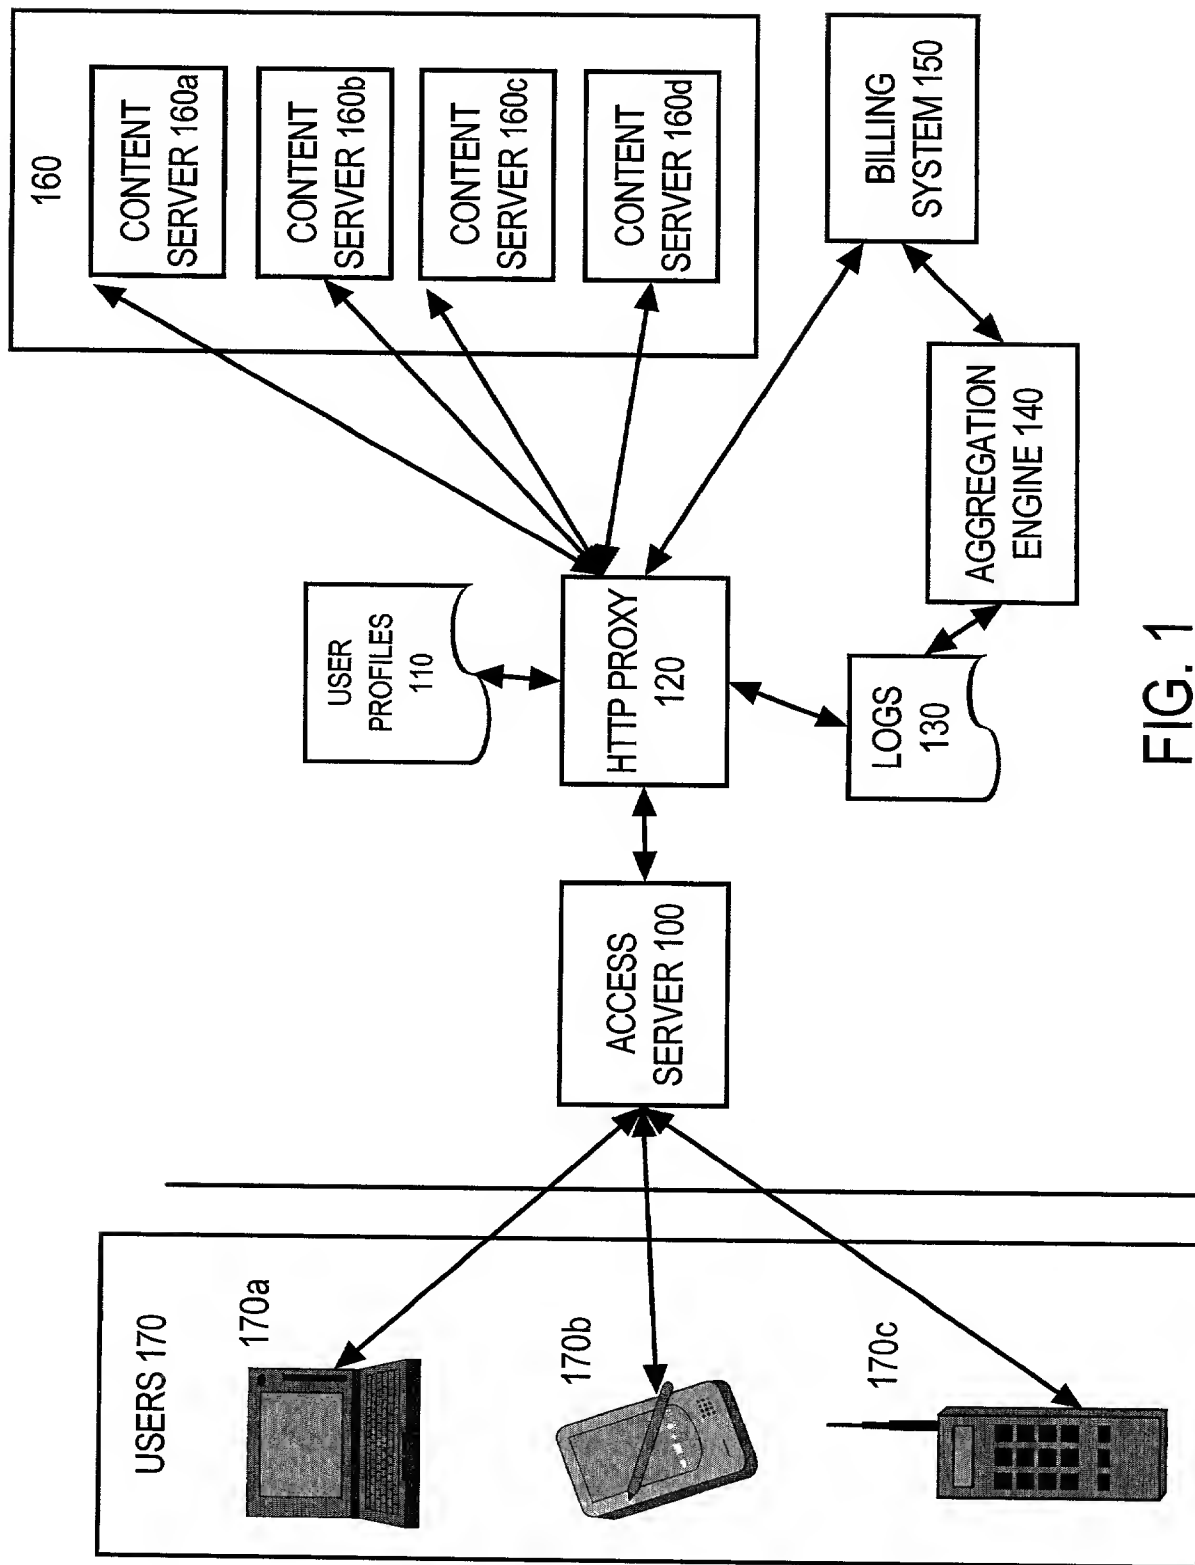 USERS 170
170a
170b
170c
ACCESS
SERVER 100
USER
PROFILES
110
HTTP PROXY
120
LOGS
130
AGGREGATION
ENGINE 140
BILLING
SYSTEM 150
160
CONTENT
SERVER 160a
CONTENT
SERVER 160b
CONTENT
SERVER 160c
CONTENT
SERVER 160d
FIG. 1